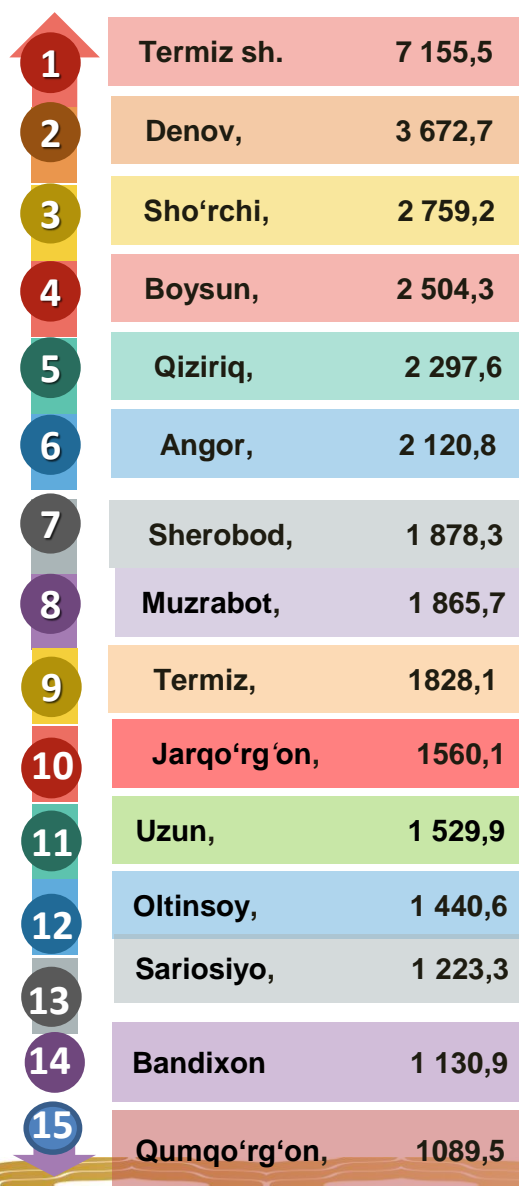 1 Termiz sh. 7 155,5
2 Denov, 3 672,7
3 Sho‘rchi, 2 759,2
4 Boysun, 2 504,3
5 Qiziriq, 2 297,6
6 Angor, 2 120,8
7 Sherobod, 1 878,3
8 Muzrabot, 1 865,7
9 Termiz, 1828,1
10 Jarqo‘rg‘on, 1560,1
11 Uzun, 1 529,9
12 Oltinsoy, 1 440,6
13 Sariosiyo, 1 223,3
14 Bandixon 1 130,9
15 Qumqo‘rg‘on, 1089,5